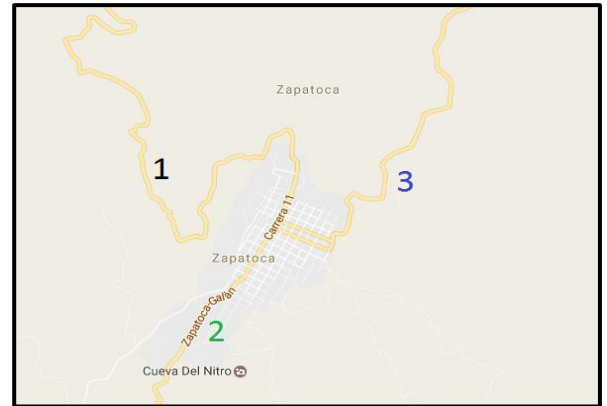 Zapatoca
1
3
Carrera 11
Zapatoca
Zapatoca-Galán
2
Cueva Del Nitro